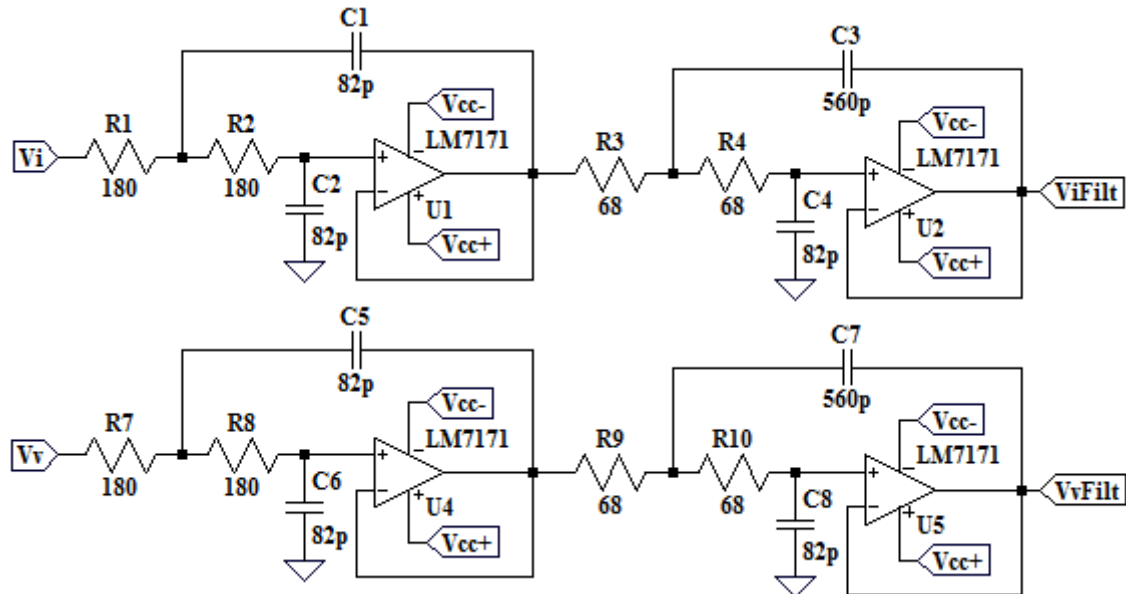 C1
82p
C3
560p
Vcc-
Vcc-
R1
R2
LM7171
R3
R4
LM7171
Vi
180
180
C2
82p
U1
Vcc+
68
68
C4
82p
U2
Vcc+
ViFilt
C5
82p
C7
560p
Vcc-
Vcc-
R7
R8
LM7171
R9
R10
LM7171
Vv
180
180
C6
82p
U4
Vcc+
68
68
C8
82p
U5
Vcc+
VvFilt